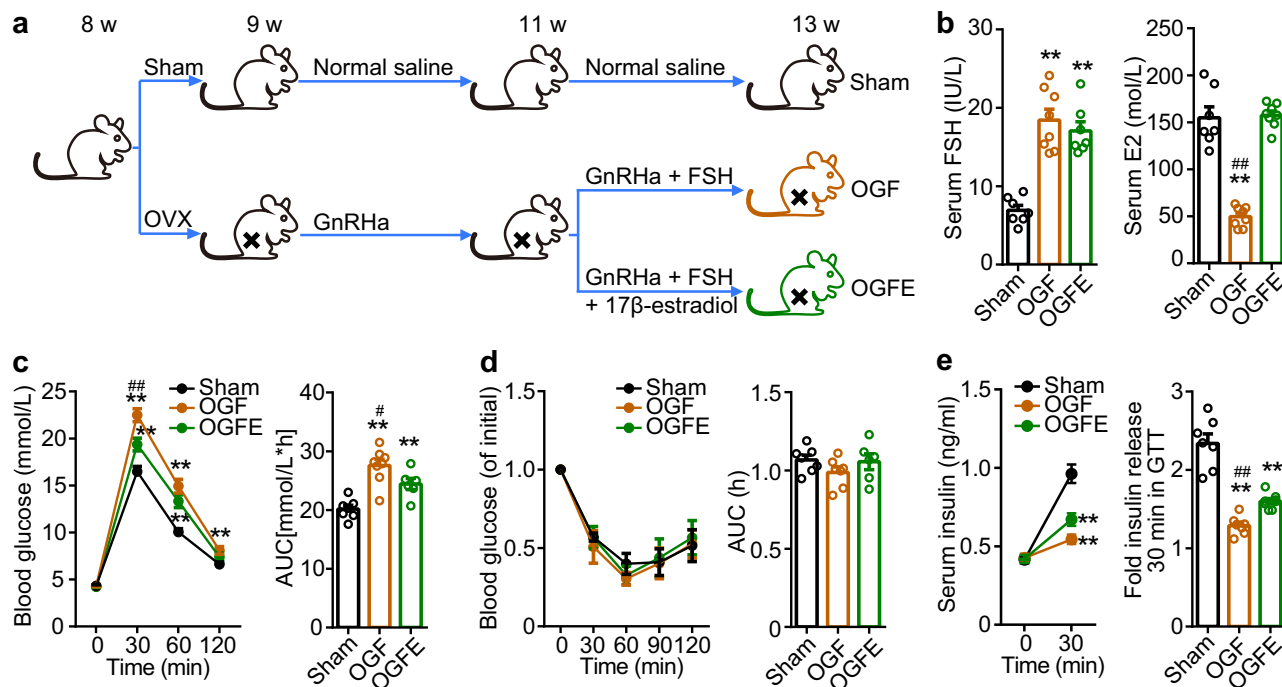 a
8 w
9 w
11 w
13 w
Sham
Normal saline
Normal saline
Sham
OVX
GnRHa
GnRHa + FSH
OGF
GnRHa + FSH
+ 17β-estradiol
OGFE
b
Serum FSH (IU/L)
30
20
10
0
**
**
Sham
OGF
OGFE
Serum E2 (mol/L)
250
200
150
100
50
0
##
**
Sham
OGF
OGFE
c
Blood glucose (mmol/L)
25
20
15
10
5
0
##
**
**
**
**
**
Sham
OGF
OGFE
0 30 60 120
Time (min)
AUC[mmol/L*h]
40
30
20
10
0
#
**
**
Sham
OGF
OGFE
d
Blood glucose (of initial)
1.5
1.0
0.5
0.0
Sham
OGF
OGFE
0 30 60 90 120
Time (min)
AUC (h)
1.5
1.0
0.5
0.0
Sham
OGF
OGFE
e
Serum insulin (ng/ml)
1.5
1.0
0.5
0.0
Sham
OGF
OGFE
**
**
0 30
Time (min)
Fold insulin release
30 min in GTT
3
2
1
0
##
**
**
Sham
OGF
OGFE